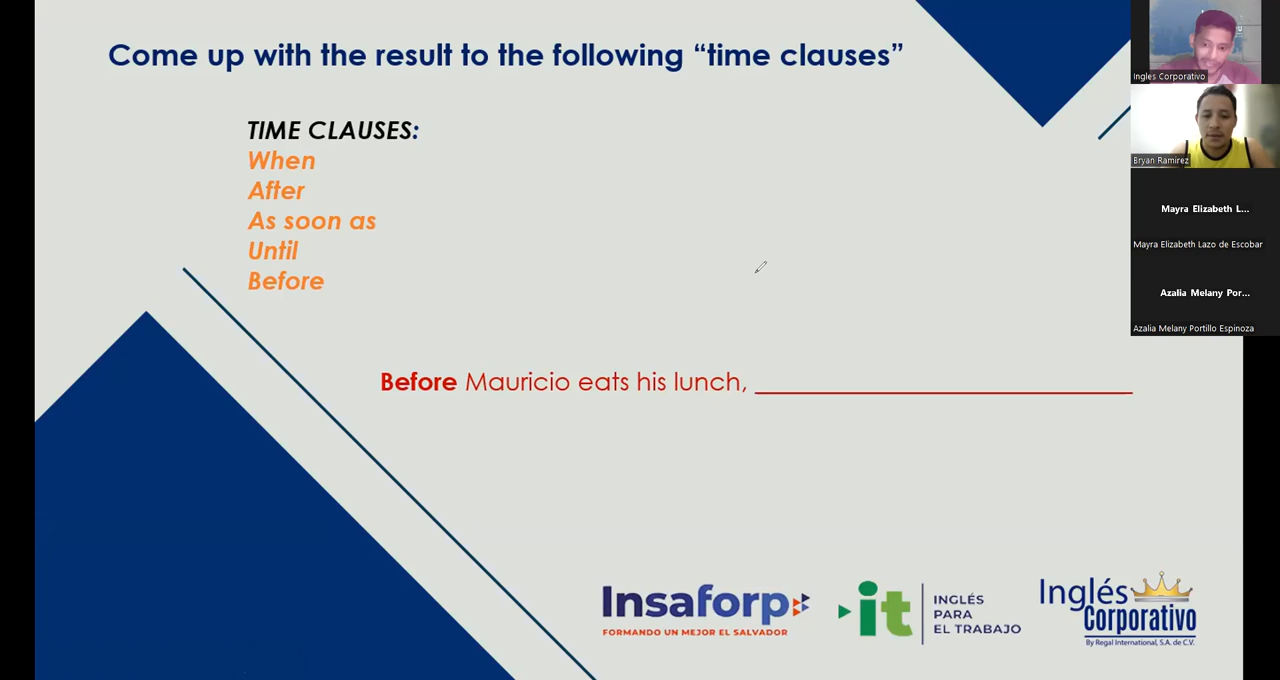 Come up with the result to the following “time clauses”
TIME CLAUSES:
When
After
As soon as
Until
Before
Before Mauricio eats his lunch, ______________________________
Insaforp
FORMANDO UN MEJOR EL SALVADOR
it
INGLÉS
PARA
EL TRABAJO
Inglés
Corporativo
By Regal International, S.A. de C.V.
Ingles Corporativo
Bryan Ramirez
Mayra Elizabeth L...
Mayra Elizabeth Lazo de Escobar
Azalia Melany Por...
Azalia Melany Portillo Espinoza